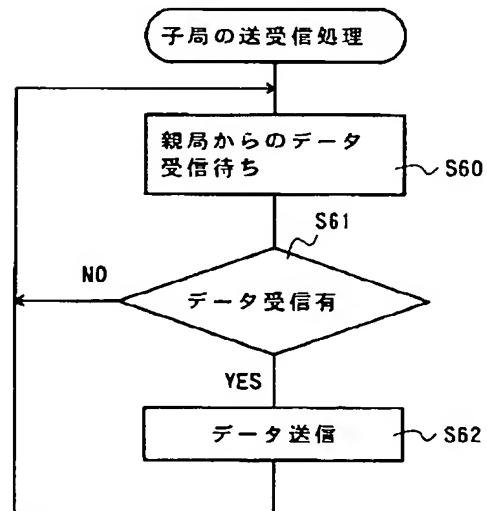 子局の送受信処理
親局からのデータ
受信待ち
S60
S61
データ受信有
NO
YES
データ送信
S62